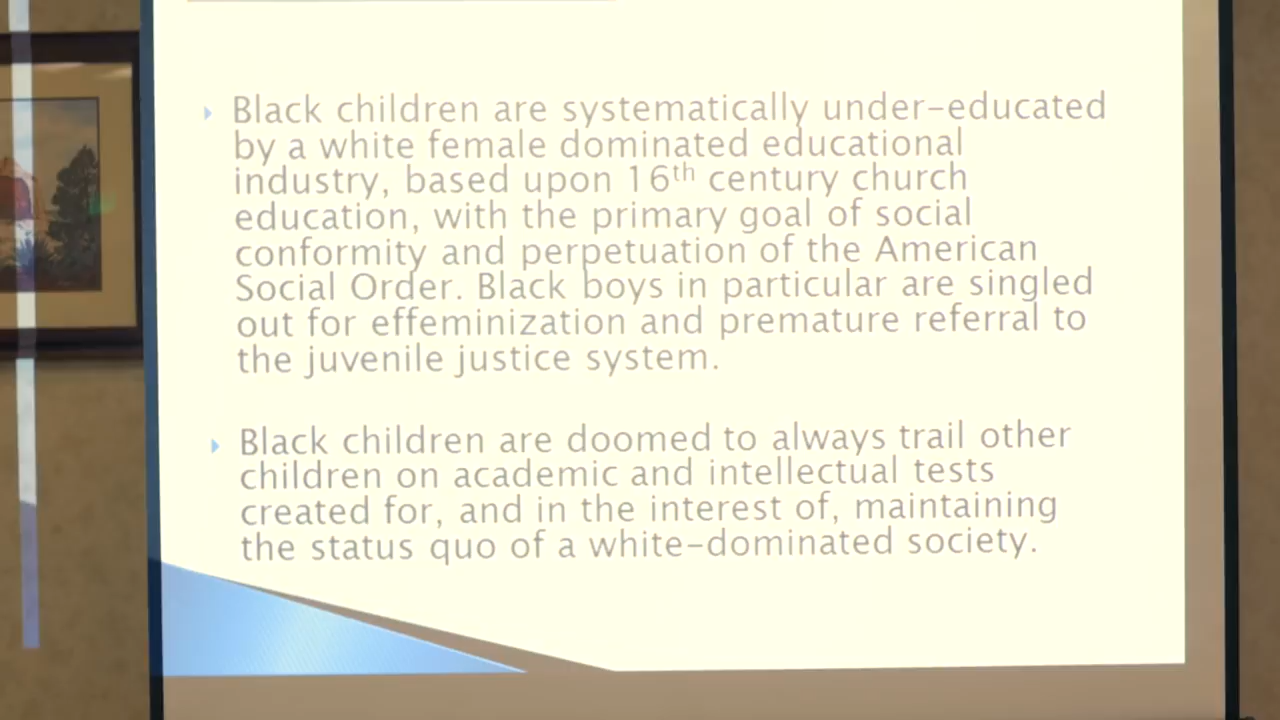 Black children are systematically under-educated
by a white female dominated educational
industry, based upon 16th century church
education, with the primary goal of social
conformity and perpetuation of the American
Social Order. Black boys in particular are singled
out for effeminization and premature referral to
the juvenile justice system.
Black children are doomed to always trail other
children on academic and intellectual tests
created for, and in the interest of, maintaining
the status quo of a white-dominated society.